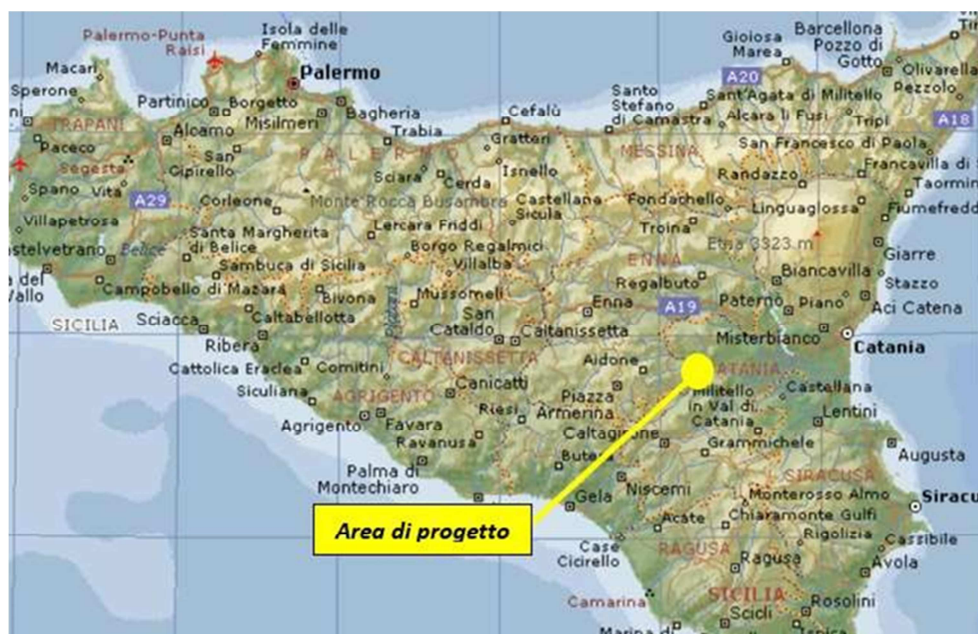 Palermo-Punta
Raisi
Isola delle
Femmine
Palermo
Macari
Sperone
Partinico
Borgetto
Misilmeri
Bagheria
TRAPANI
Paceco
Alcamo
Segesta
San
Cipirello
Trabia
PALERMO
Cefalù
Gratteri
Santo
Stefano
di Camastra
Gioiosa
Marea
A20
Barcellona
Pozzo di
Gotto
Olivarella
Pezzolo
Sant'Agata di Militello
Alcara li Fusi
Tripi
A18
MESSINA
San Francesco di Paola
Francavilla di
Randazzo
Taormin
Spano
Vita
A29
Corleone
Monte Rocca Busambra
Sciara
Cerda
Isnello
Castellana
Sicula
Fondachello
Linguaglossa
Fiumefredd
Villapetrosa
astelvetrano
Belice
Santa Margherita
di Belice
Lercara Friddi
Borgo Regalmici
Villalba
Troina
Etna 3323 m
Giarre
ENNA
Regalbuto
Biancavilla
Stazzo
a del
Vallo
Campobello di Mazara
Sambuca di Sicilia
Bivona
Mussomeli
Platani
Enna
A19
Paternò
Piano
Aci Catena
SICILIA
Sciacca
Caltabellotta
San
Cataldo
Caltanissetta
Misterbianco
Catania
Ribera
Cattolica Eraclea
Comitini
CALTANISSETTA
Aidone
CATANIA
Castellana
Siculiana
AGRIGENTO
Canicatti
Piazza
Armerina
Militello
in Val di
Catania
Lentini
Agrigento
Favara
Ravanusa
Riesi
Caltagirone
Grammichele
Augusta
Palma di
Montechiaro
Butera
Niscemi
SIRACUSA
Monterosso Almo
Siracu
Gela
Acate
Chiaramonte Gulfi
Rigolizia
Cassibile
Area di progetto
Case
Cicirello
RAGUSA
Ragusa
Avola
Camarina
SICILIA
Scicli
Rosolini
Marina di
Ispica